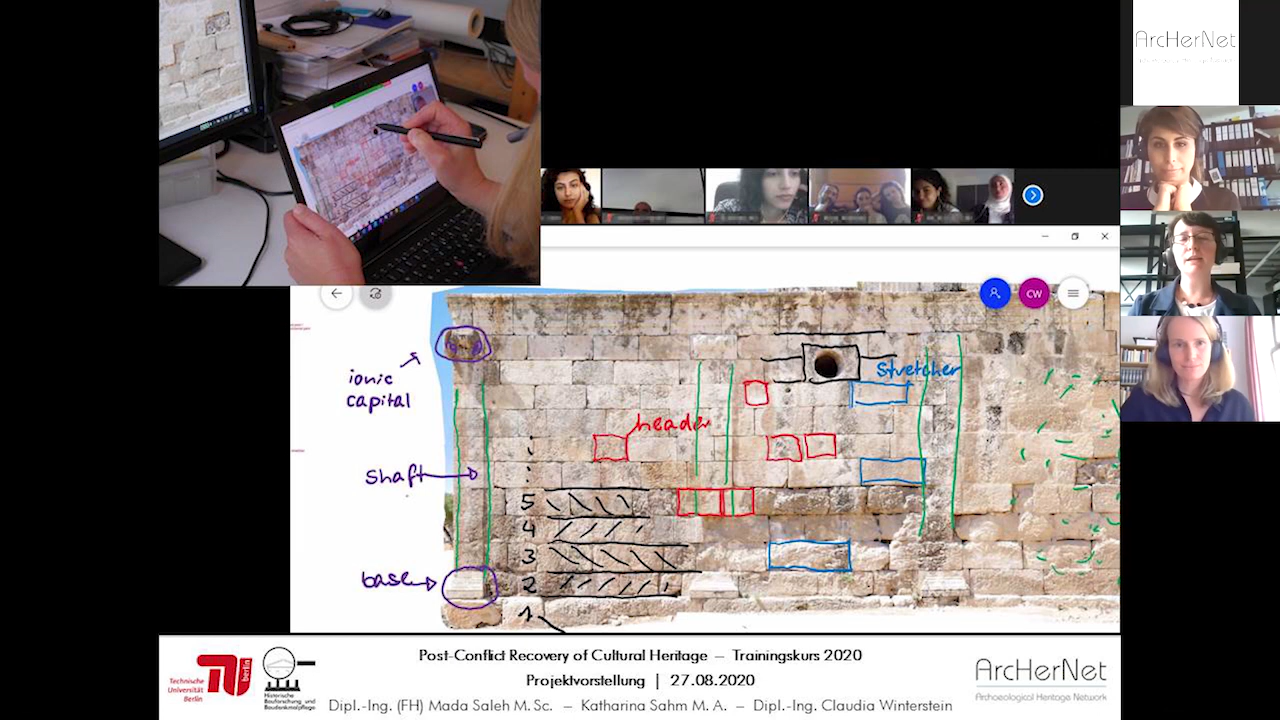 ArcHerNet
CW
ionic
capital
Stretcher
header
shaft
5
4
3
2
1
base
Technische
Universität
Berlin
berlin
Historische
Bauforschung und
Baudenkmalpflege
Post-Conflict Recovery of Cultural Heritage – Trainingskurs 2020
Projektvorstellung | 27.08.2020
Dipl.-Ing. (FH) Mada Saleh M. Sc. – Katharina Sahm M. A. – Dipl.-Ing. Claudia Winterstein
ArcHerNet
Archaeological Heritage Network